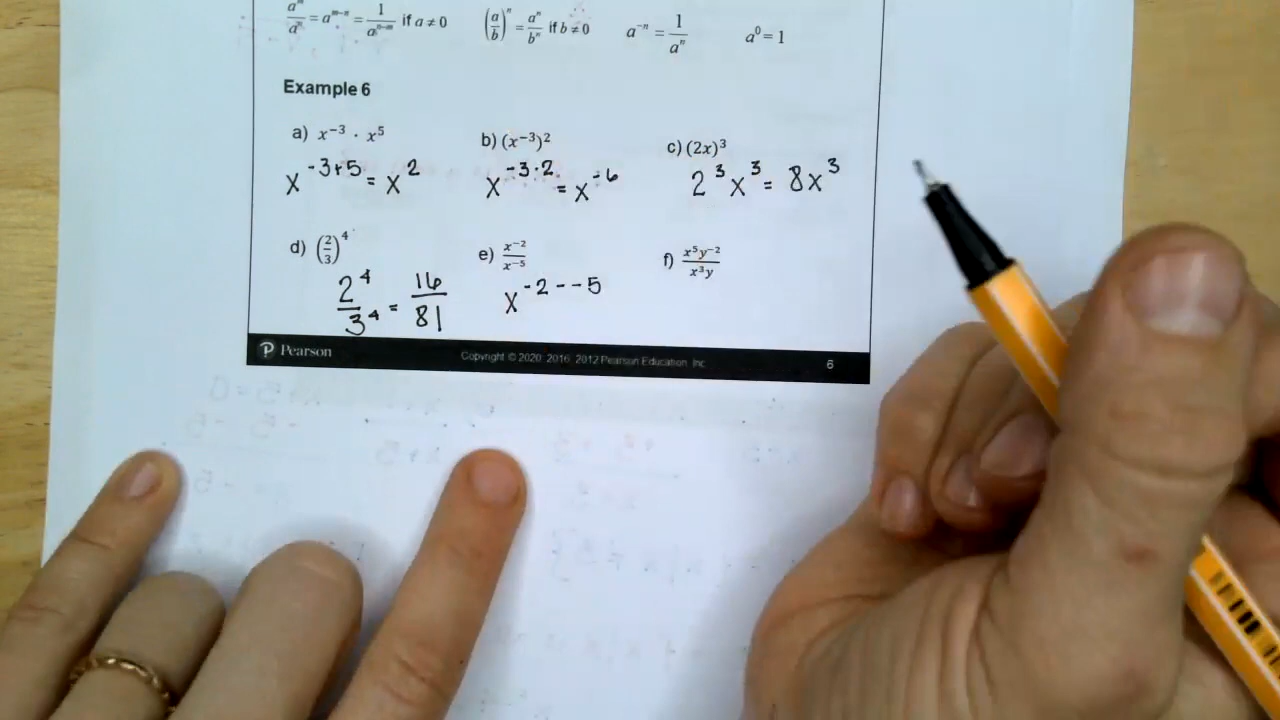 a^m/a^n = a^(m-n) = 1/a^(n-m) if a ≠ 0 (a/b)^n = a^n/b^n if b ≠ 0 a^(-n) = 1/a^n a^0 = 1
Example 6
a) x^(-3) · x^5 b) (x^(-3))^2 c) (2x)^3
x^(-3+5) = x^2 x^(-3·2) = x^(-6) 2^3 x^3 = 8x^3
d) (2/3)^4 e) x^(-2)/x^(-5) f) x^5y^(-2)/x^3y
2^4/3^4 = 16/81 x^(-2--5)
P Pearson Copyright © 2020 2016 2012 Pearson Education Inc 6